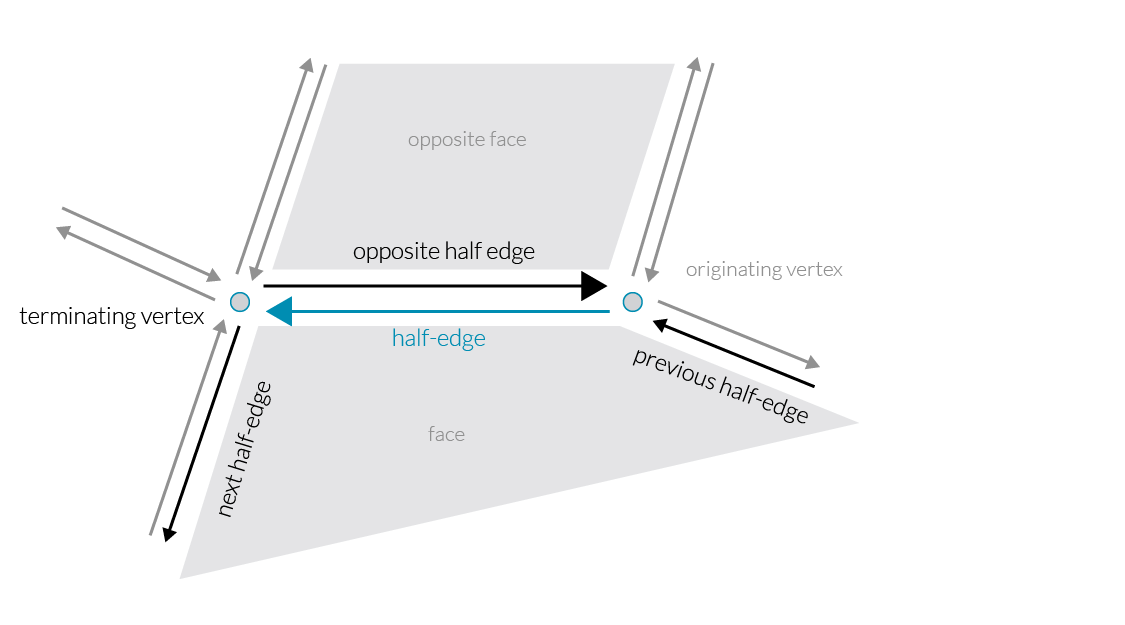 opposite face
opposite half edge
originating vertex
terminating vertex
half-edge
previous half-edge
next half-edge
face